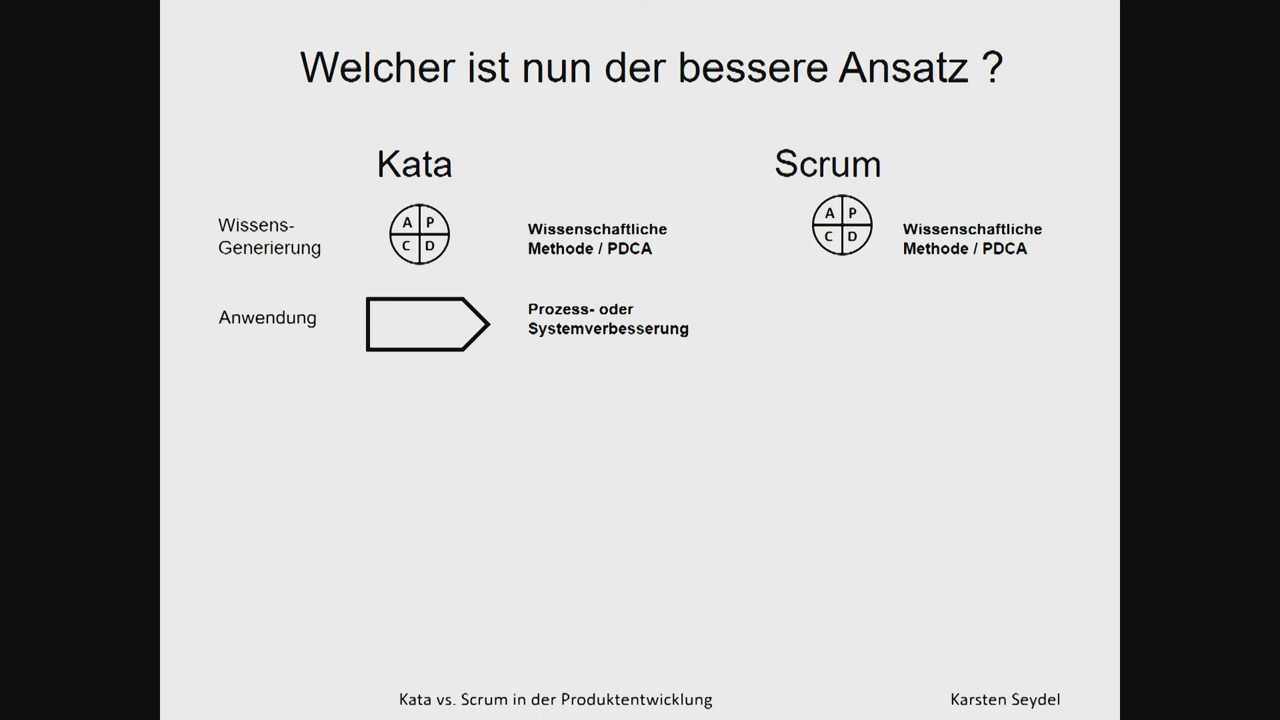 Welcher ist nun der bessere Ansatz ?
Kata
Scrum
Wissens-
Generierung
A P
C D
Wissenschaftliche
Methode / PDCA
A P
C D
Wissenschaftliche
Methode / PDCA
Anwendung
Prozess- oder
Systemverbesserung
Kata vs. Scrum in der Produktentwicklung
Karsten Seydel